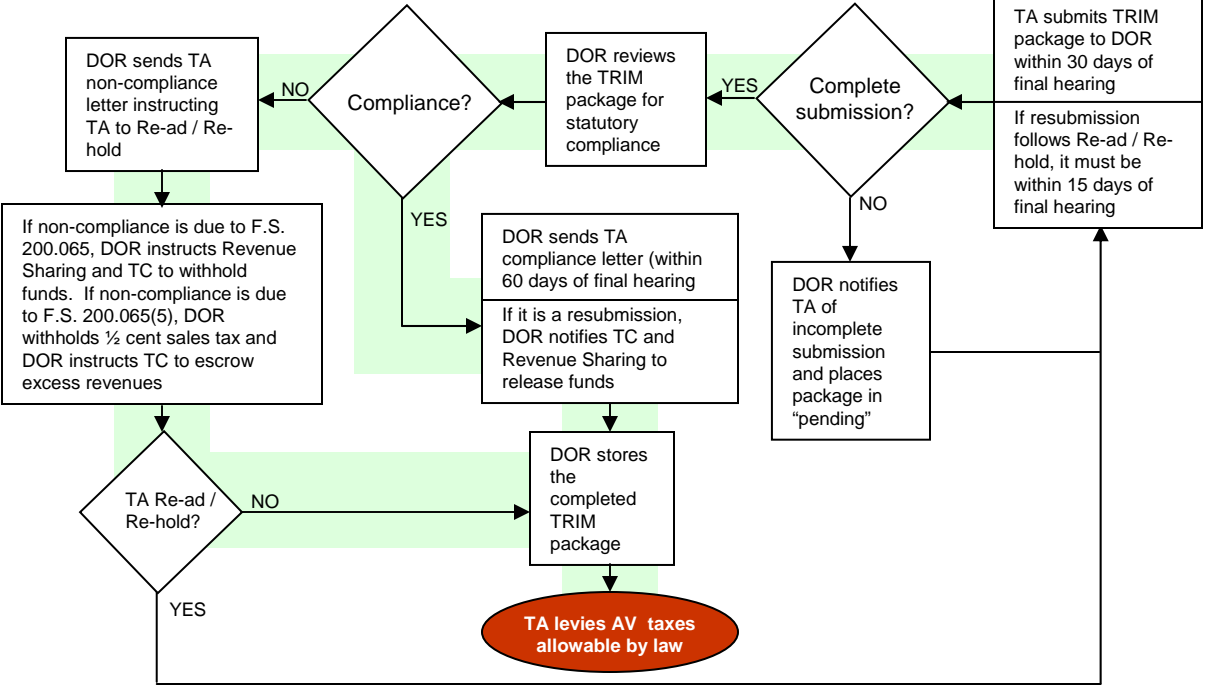 TA submits TRIM
package to DOR
within 30 days of
final hearing
If resubmission
follows Re-ad / Re-
hold, it must be
within 15 days of
final hearing
Complete
submission?
YES
NO
DOR notifies
TA of
incomplete
submission
and places
package in
“pending”
DOR reviews
the TRIM
package for
statutory
compliance
Compliance?
NO
YES
DOR sends TA
non-compliance
letter instructing
TA to Re-ad / Re-
hold
If non-compliance is due to F.S.
200.065, DOR instructs Revenue
Sharing and TC to withhold
funds.  If non-compliance is due
to F.S. 200.065(5), DOR
withholds ½ cent sales tax and
DOR instructs TC to escrow
excess revenues
DOR sends TA
compliance letter (within
60 days of final hearing
If it is a resubmission,
DOR notifies TC and
Revenue Sharing to
release funds
TA Re-ad /
Re-hold?
NO
YES
DOR stores
the
completed
TRIM
package
TA levies AV  taxes
allowable by law